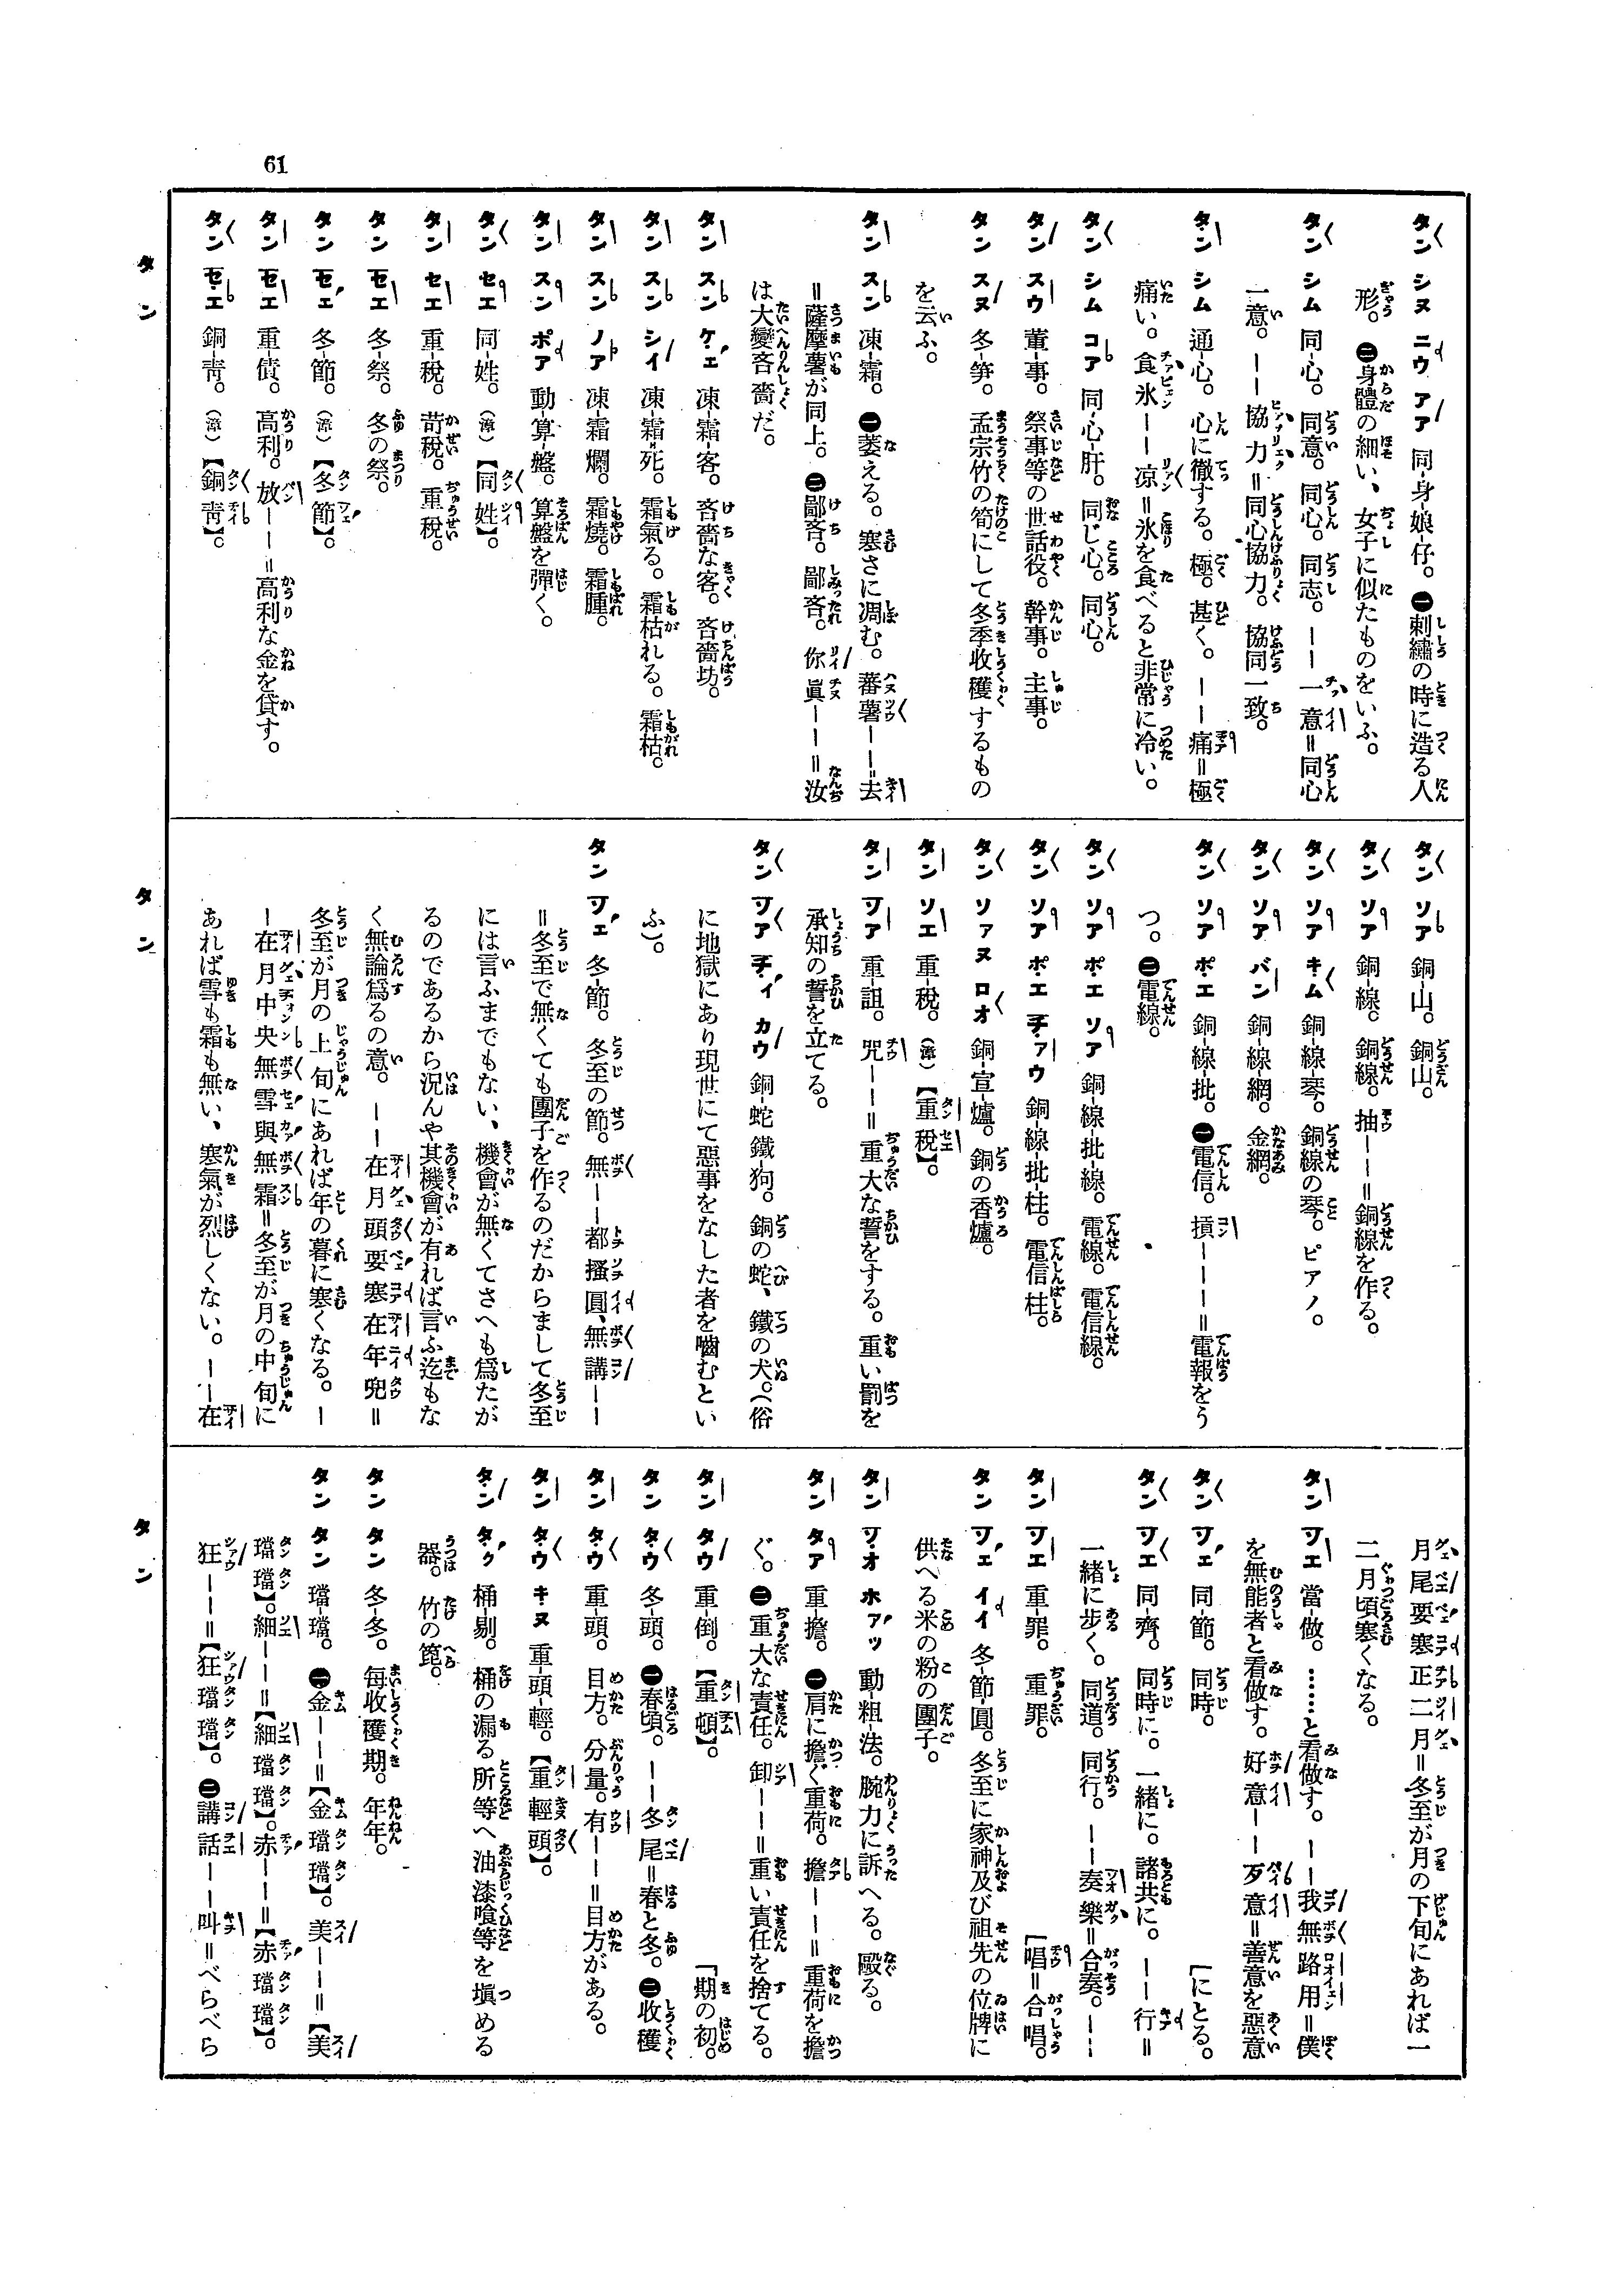 61
タン シヌ ニウ アア 同-身-娘-仔。㊀刺繡の時に造る人
形。㊁身體の細い、女子に似たものをいふ。
タン シム 同-心。同意。同心。同志。——一意＝同心
一意。——協力＝同心協力。協同一致。
タン シム 通-心。心に徹する。極。甚く。——痛＝極
痛い。食氷——凉＝氷を食べると非常に冷い。
タン シム コア 同-心-肝。同じ心。同心。
タン スウ 董-事。祭事等の世話役。幹事。主事。
タン スヌ 冬-笋。孟宗竹の筍にして冬季收穫するもの
を云ふ。
タン スン 凍-霜。㊀萎える。寒さに凋む。蕃薯——去
＝薩摩薯が同上。㊁鄙吝。鄙吝。你眞——＝汝
は大變吝嗇だ。
タン スン ケエ 凍-霜-客。吝嗇な客。吝嗇坊。
タン スン シイ 凍-霜-死。霜氣る。霜枯れる。霜枯。
タン スン ノア 凍-霜-爛。霜燒。霜腫。
タン スン ポア 動-算-盤。算盤を彈く。
タン セエ 同-姓。（漳）【同姓】。
タン セエ 重-稅。苛稅。重稅。
タン セエ 冬-祭。冬の祭。
タン セエ 冬-節。（漳）【冬節】。
タン セエ 重-債。高利。放——＝高利な金を貸す。
タン セエ 銅-靑。（漳）【銅靑】。
タン
タン ソア 銅-山。銅山。
タン ソア 銅-線。銅線。抽——＝銅線を作る。
タン ソア キム 銅-線-琴。銅線の琴。ピアノ。
タン ソア バン 銅-線-網。金網。
タン ソア ポエ 銅-線-批。㊀電信。摃———＝電報をう
つ。㊁電線。
タン ソア ポエ ソア 銅-線-批-線。電線。電信線。
タン ソア ポエ チァウ 銅-線-批-柱。電信柱。
タン ソァヌ ロオ 銅-宣-爐。銅の香爐。
タン ソエ 重-稅。（漳）【重稅】。
タン ツア 重-詛。咒——＝重大な誓をする。重い罰を
承知の誓を立てる。
タン ツア チィ カウ 銅-蛇 鐵-狗。銅の蛇、鐵の犬。（俗
に地獄にあり現世にて惡事をなした者を嚙むとい
ふ）。
タン ツェ 冬-節。冬至の節。無——都搔圓、無講——
＝冬至で無くても團子を作るのだからまして冬至
には言ふまでもない、機會が無くてさへも爲たが
るのであるから況んや其機會が有れば言ふ迄もな
く無論爲るの意。——在月頭要寒在年兜＝
冬至が月の上旬にあれば年の暮に寒くなる。—
—在月中央無雪與無霜＝冬至が月の中旬に
あれば雪も霜も無い、寒氣が烈しくない。——在
タン
月尾要寒正二月＝冬至が月の下旬にあれば一
二月頃寒くなる。
タン ツエ 當-做。……と看做す。——我無路用＝僕
を無能者と看做す。好意——歹意＝善意を惡意
「にとる。
タン ツェ 同-節。同時。
タン ツエ 同-齊。同時に。一緒に。諸共に。——行＝
一緒に步く。同道。同行。——奏樂＝合奏。——
「唱＝合唱。
タン ツエ 重-罪。重罪。
タン ツェ イイ 冬-節-圓。冬至に家神及び祖先の位牌に
供へる米の粉の團子。
タン ツオ ホァッ 動-粗-法。腕力に訴へる。毆る。
タン タア 重-擔。㊀肩に擔ぐ重荷。擔——＝重荷を擔
ぐ。㊁重大な責任。卸——＝重い責任を捨てる。
タン タウ 重-倒。【重頓】。
「期の初。
タン タウ 冬-頭。㊀春頃。——冬尾＝春と冬。㊁收穫
タン タウ 重-頭。目方。分量。有——＝目方がある。
タン タウ キヌ 重-頭-輕。【重輕頭】。
タン タク 桶-剔。桶の漏る所等へ油漆喰等を塡める
器。竹の箆。
タン タン 冬-冬。每收穫期。年年。
タン タン 璫-璫。㊀金——＝【金璫璫】。美——＝【美
璫璫】。細——＝【細璫璫】。赤——＝【赤璫璫】。
狂——＝【狂璫璫】。㊁講話——叫＝べらべら
タン